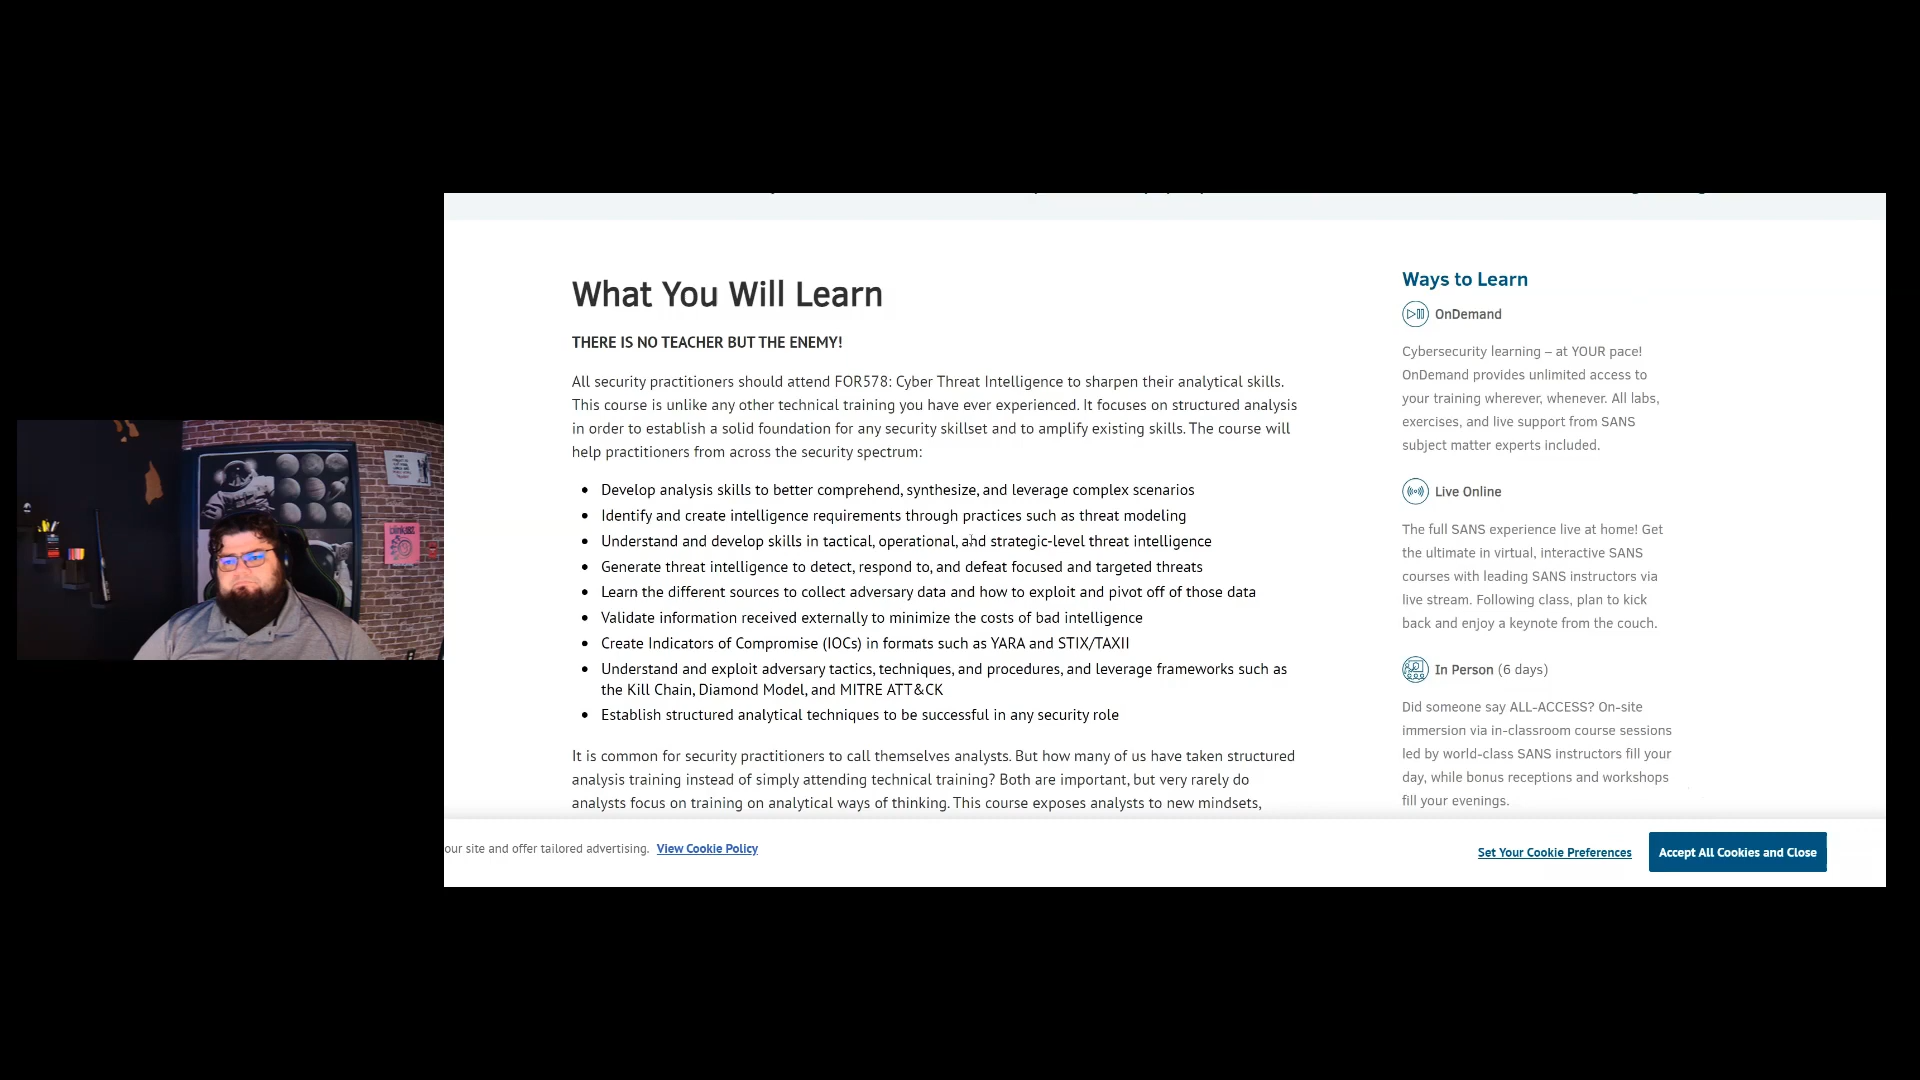 What You Will Learn
THERE IS NO TEACHER BUT THE ENEMY!
All security practitioners should attend FOR578: Cyber Threat Intelligence to sharpen their analytical skills.
This course is unlike any other technical training you have ever experienced. It focuses on structured analysis
in order to establish a solid foundation for any security skillset and to amplify existing skills. The course will
help practitioners from across the security spectrum:
• Develop analysis skills to better comprehend, synthesize, and leverage complex scenarios
• Identify and create intelligence requirements through practices such as threat modeling
• Understand and develop skills in tactical, operational, and strategic-level threat intelligence
• Generate threat intelligence to detect, respond to, and defeat focused and targeted threats
• Learn the different sources to collect adversary data and how to exploit and pivot off of those data
• Validate information received externally to minimize the costs of bad intelligence
• Create Indicators of Compromise (IOCs) in formats such as YARA and STIX/TAXII
• Understand and exploit adversary tactics, techniques, and procedures, and leverage frameworks such as
the Kill Chain, Diamond Model, and MITRE ATT&CK
• Establish structured analytical techniques to be successful in any security role
It is common for security practitioners to call themselves analysts. But how many of us have taken structured
analysis training instead of simply attending technical training? Both are important, but very rarely do
analysts focus on training on analytical ways of thinking. This course exposes analysts to new mindsets,
Ways to Learn
OnDemand
Cybersecurity learning – at YOUR pace!
OnDemand provides unlimited access to
your training wherever, whenever. All labs,
exercises, and live support from SANS
subject matter experts included.
Live Online
The full SANS experience live at home! Get
the ultimate in virtual, interactive SANS
courses with leading SANS instructors via
live stream. Following class, plan to kick
back and enjoy a keynote from the couch.
In Person (6 days)
Did someone say ALL-ACCESS? On-site
immersion via in-classroom course sessions
led by world-class SANS instructors fill your
day, while bonus receptions and workshops
fill your evenings.
our site and offer tailored advertising. View Cookie Policy
Set Your Cookie Preferences
Accept All Cookies and Close